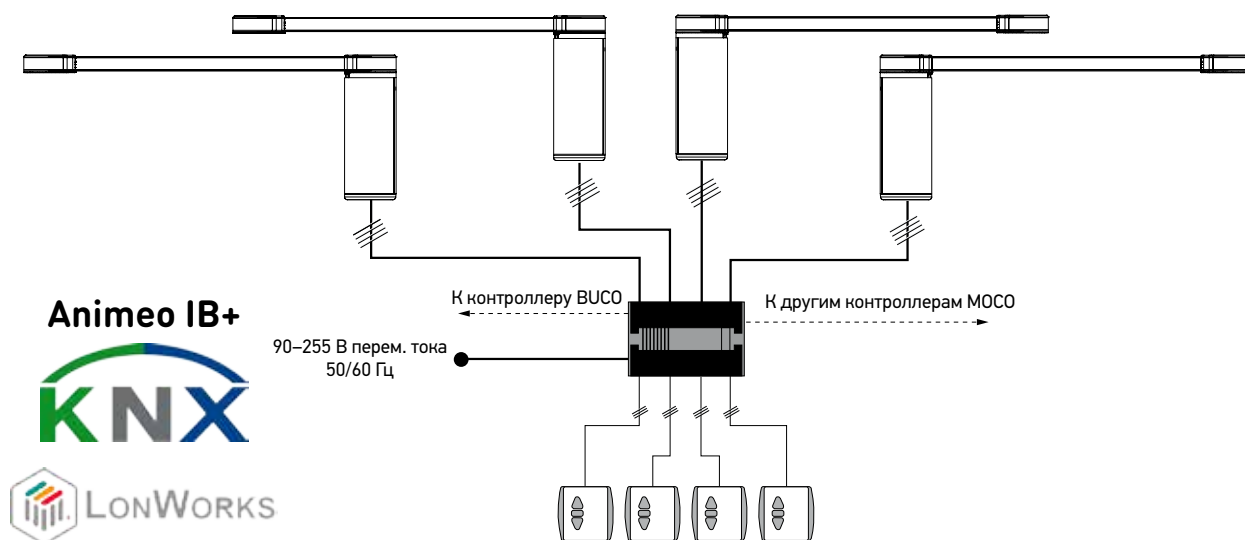 К контроллеру BUCO
К другим контроллерам MOCO
Animeo IB+
90–255 В перем. тока
50/60 Гц
KNX
LONWORKS